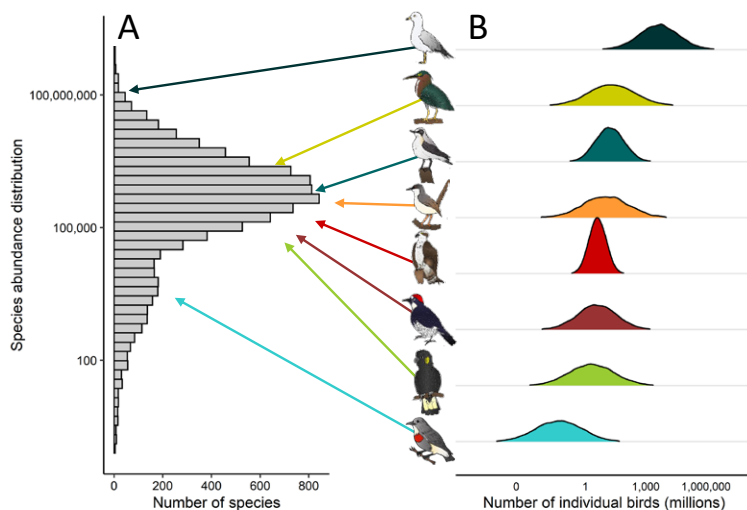 A
B
Species abundance distribution
100,000,000
100,000
100
0
200
400
600
800
Number of species
0
1
1,000
1,000,000
Number of individual birds (millions)